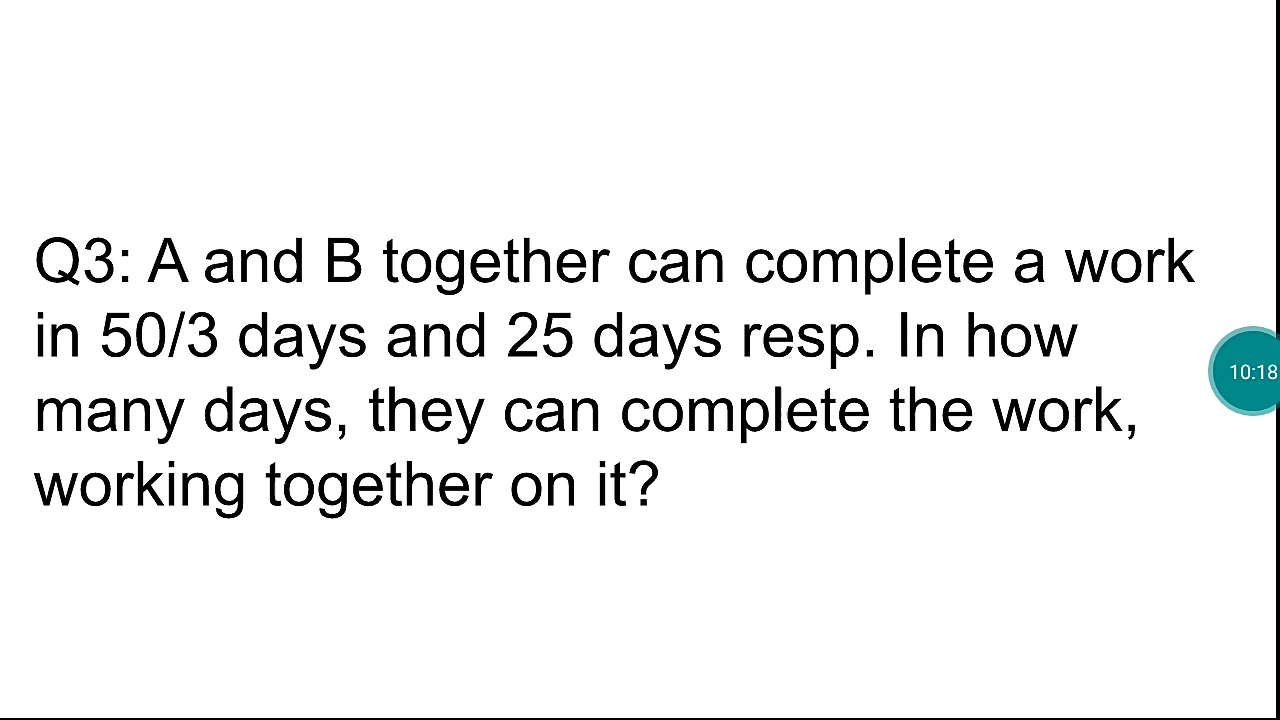 Q3: A and B together can complete a work
in 50/3 days and 25 days resp. In how
many days, they can complete the work,
working together on it?
10:18